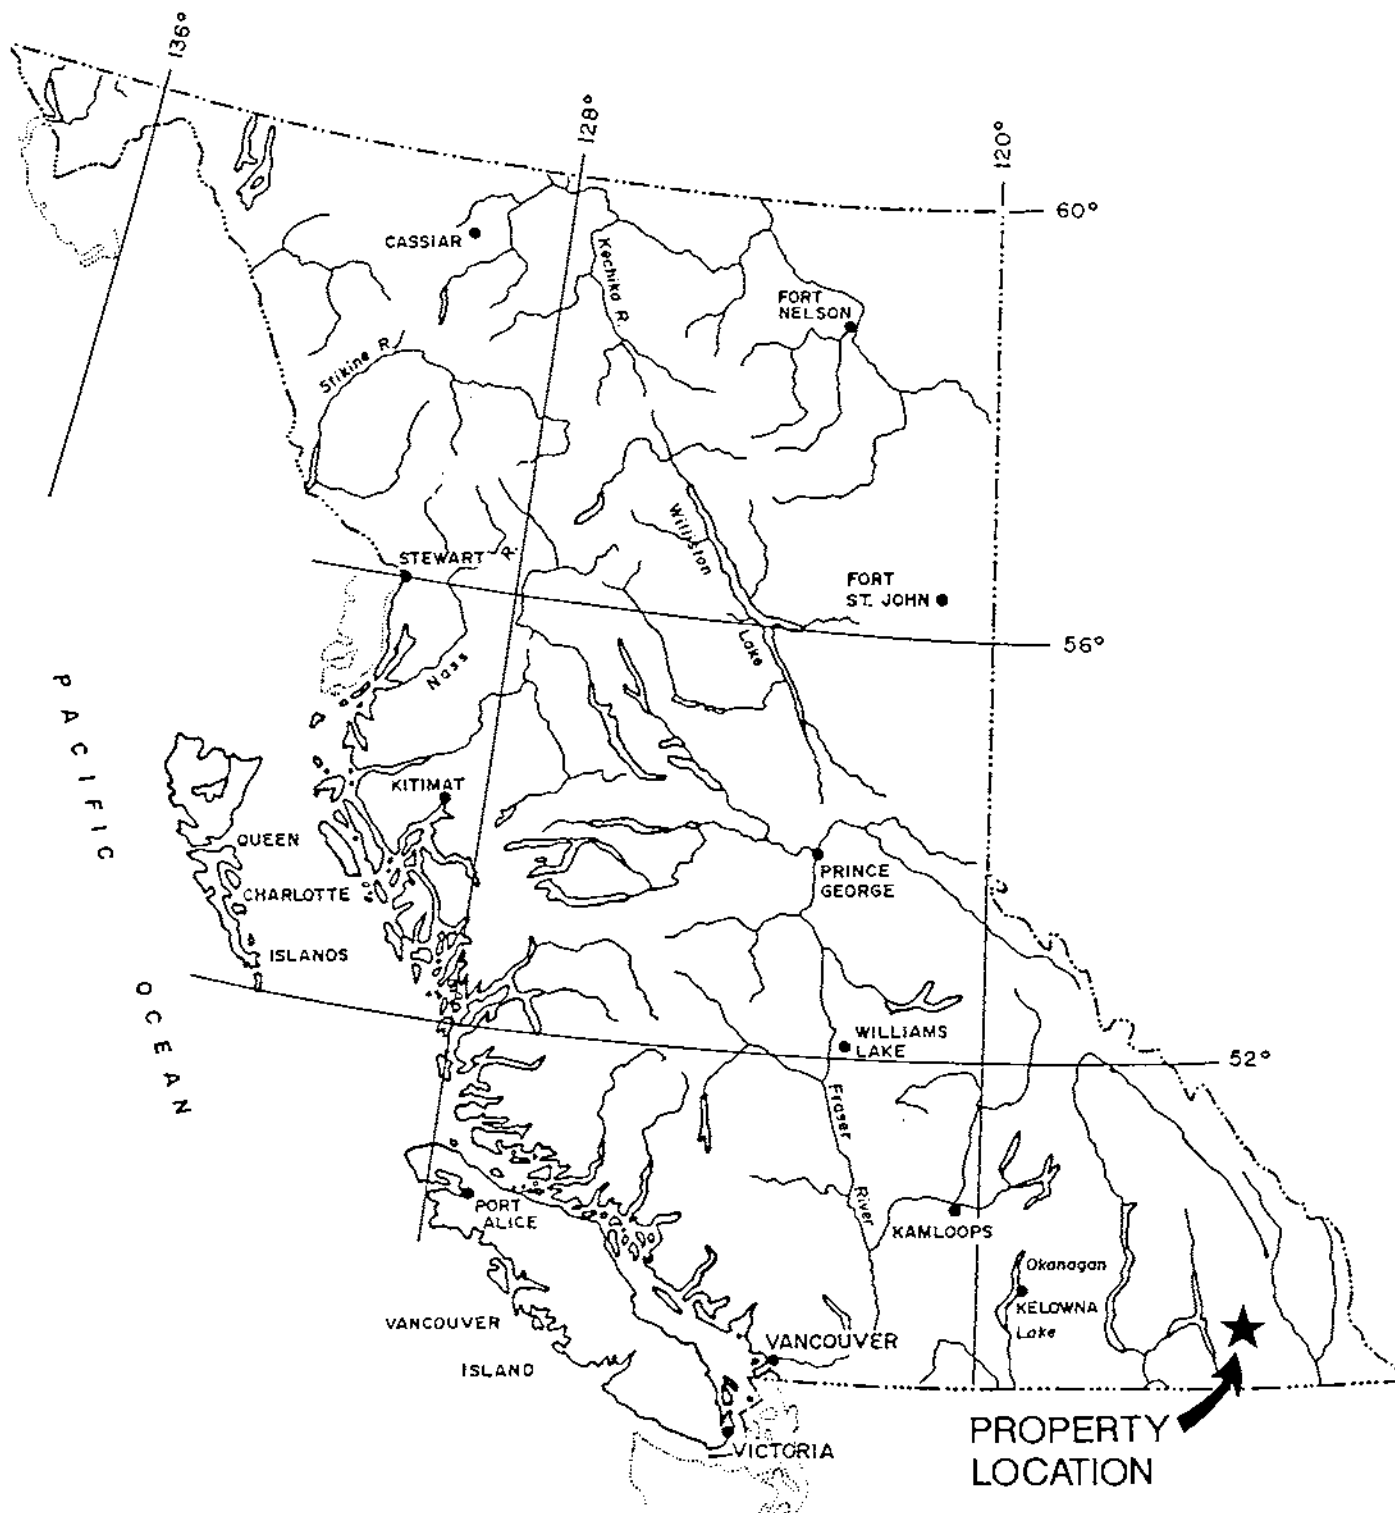 136°
128°
120°
60°
CASSIAR
Kechika R.
FORT
NELSON
Stikine R.
STEWART
R.
Williston
FORT
ST. JOHN
56°
Lake
Nass
PACIFIC
KITIMAT
QUEEN
PRINCE
GEORGE
CHARLOTTE
ISLANDS
OCEAN
WILLIAMS
LAKE
52°
Fraser
River
PORT
ALICE
KAMLOOPS
Okanagan
KELOWNA
Lake
VANCOUVER
VANCOUVER
ISLAND
PROPERTY
LOCATION
VICTORIA